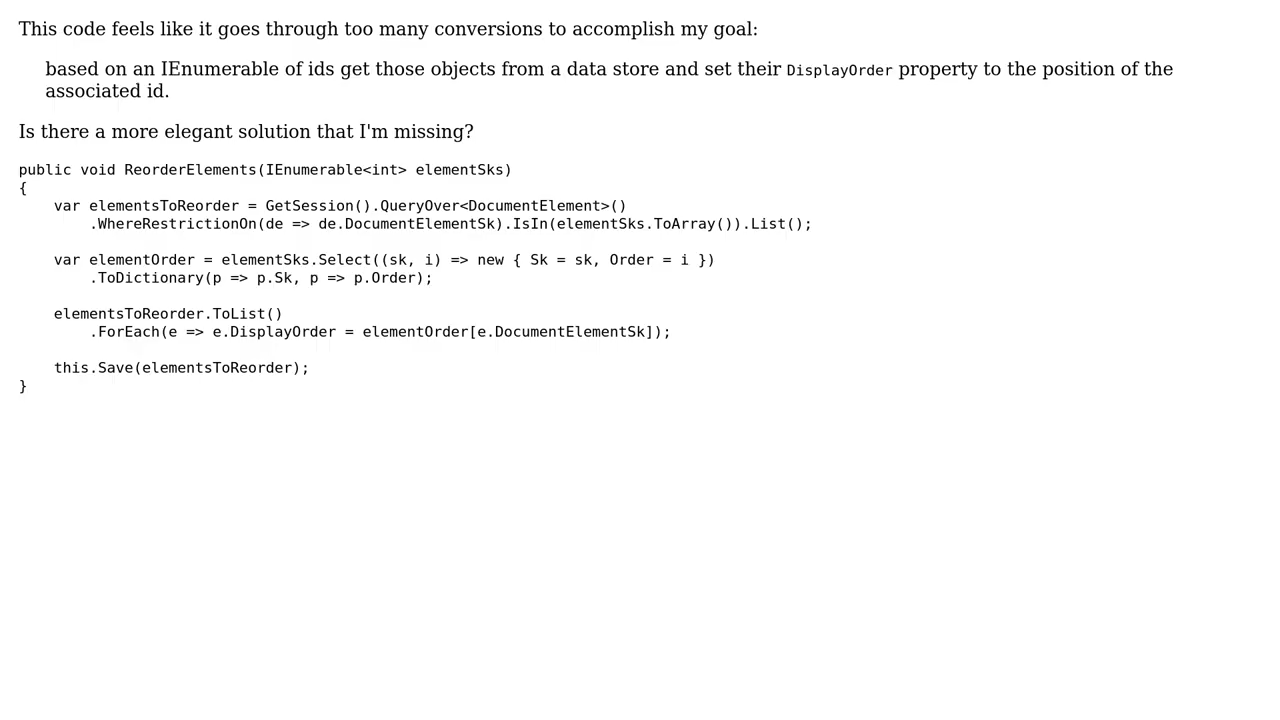 This code feels like it goes through too many conversions to accomplish my goal:
based on an IEnumerable of ids get those objects from a data store and set their DisplayOrder property to the position of the
associated id.
Is there a more elegant solution that I'm missing?
public void ReorderElements(IEnumerable<int> elementSks)
{
    var elementsToReorder = GetSession().QueryOver<DocumentElement>()
        .WhereRestrictionOn(de => de.DocumentElementSk).IsIn(elementSks.ToArray()).List();
    var elementOrder = elementSks.Select((sk, i) => new { Sk = sk, Order = i })
        .ToDictionary(p => p.Sk, p => p.Order);
    elementsToReorder.ToList()
        .ForEach(e => e.DisplayOrder = elementOrder[e.DocumentElementSk]);
    this.Save(elementsToReorder);
}